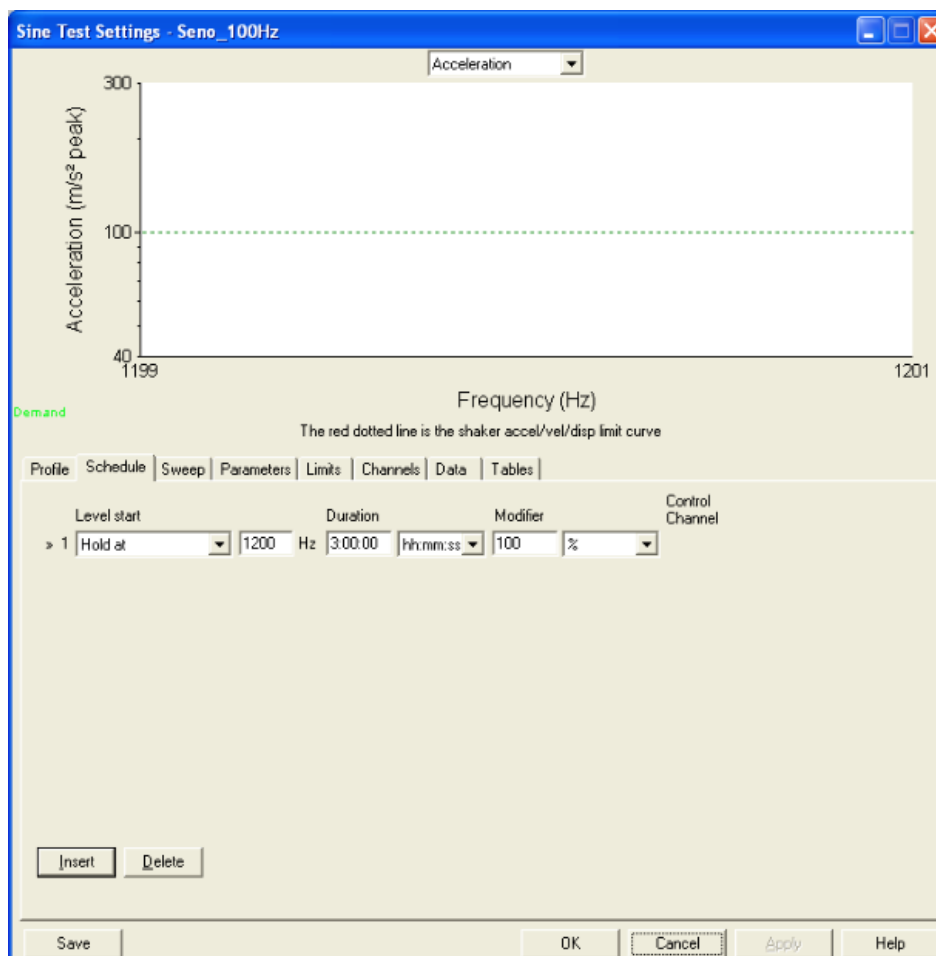 Sine Test Settings - Seno_100Hz
Acceleration
300
100
40
Acceleration (m/s² peak)
1199
1201
Frequency (Hz)
Demand
The red dotted line is the shaker accel/vel/disp limit curve
Profile Schedule Sweep Parameters Limits Channels Data Tables
Level start Duration Modifier Control Channel
» 1 Hold at 1200 Hz 3:00:00 hh:mm:ss 100 %
Insert Delete
Save OK Cancel Apply Help